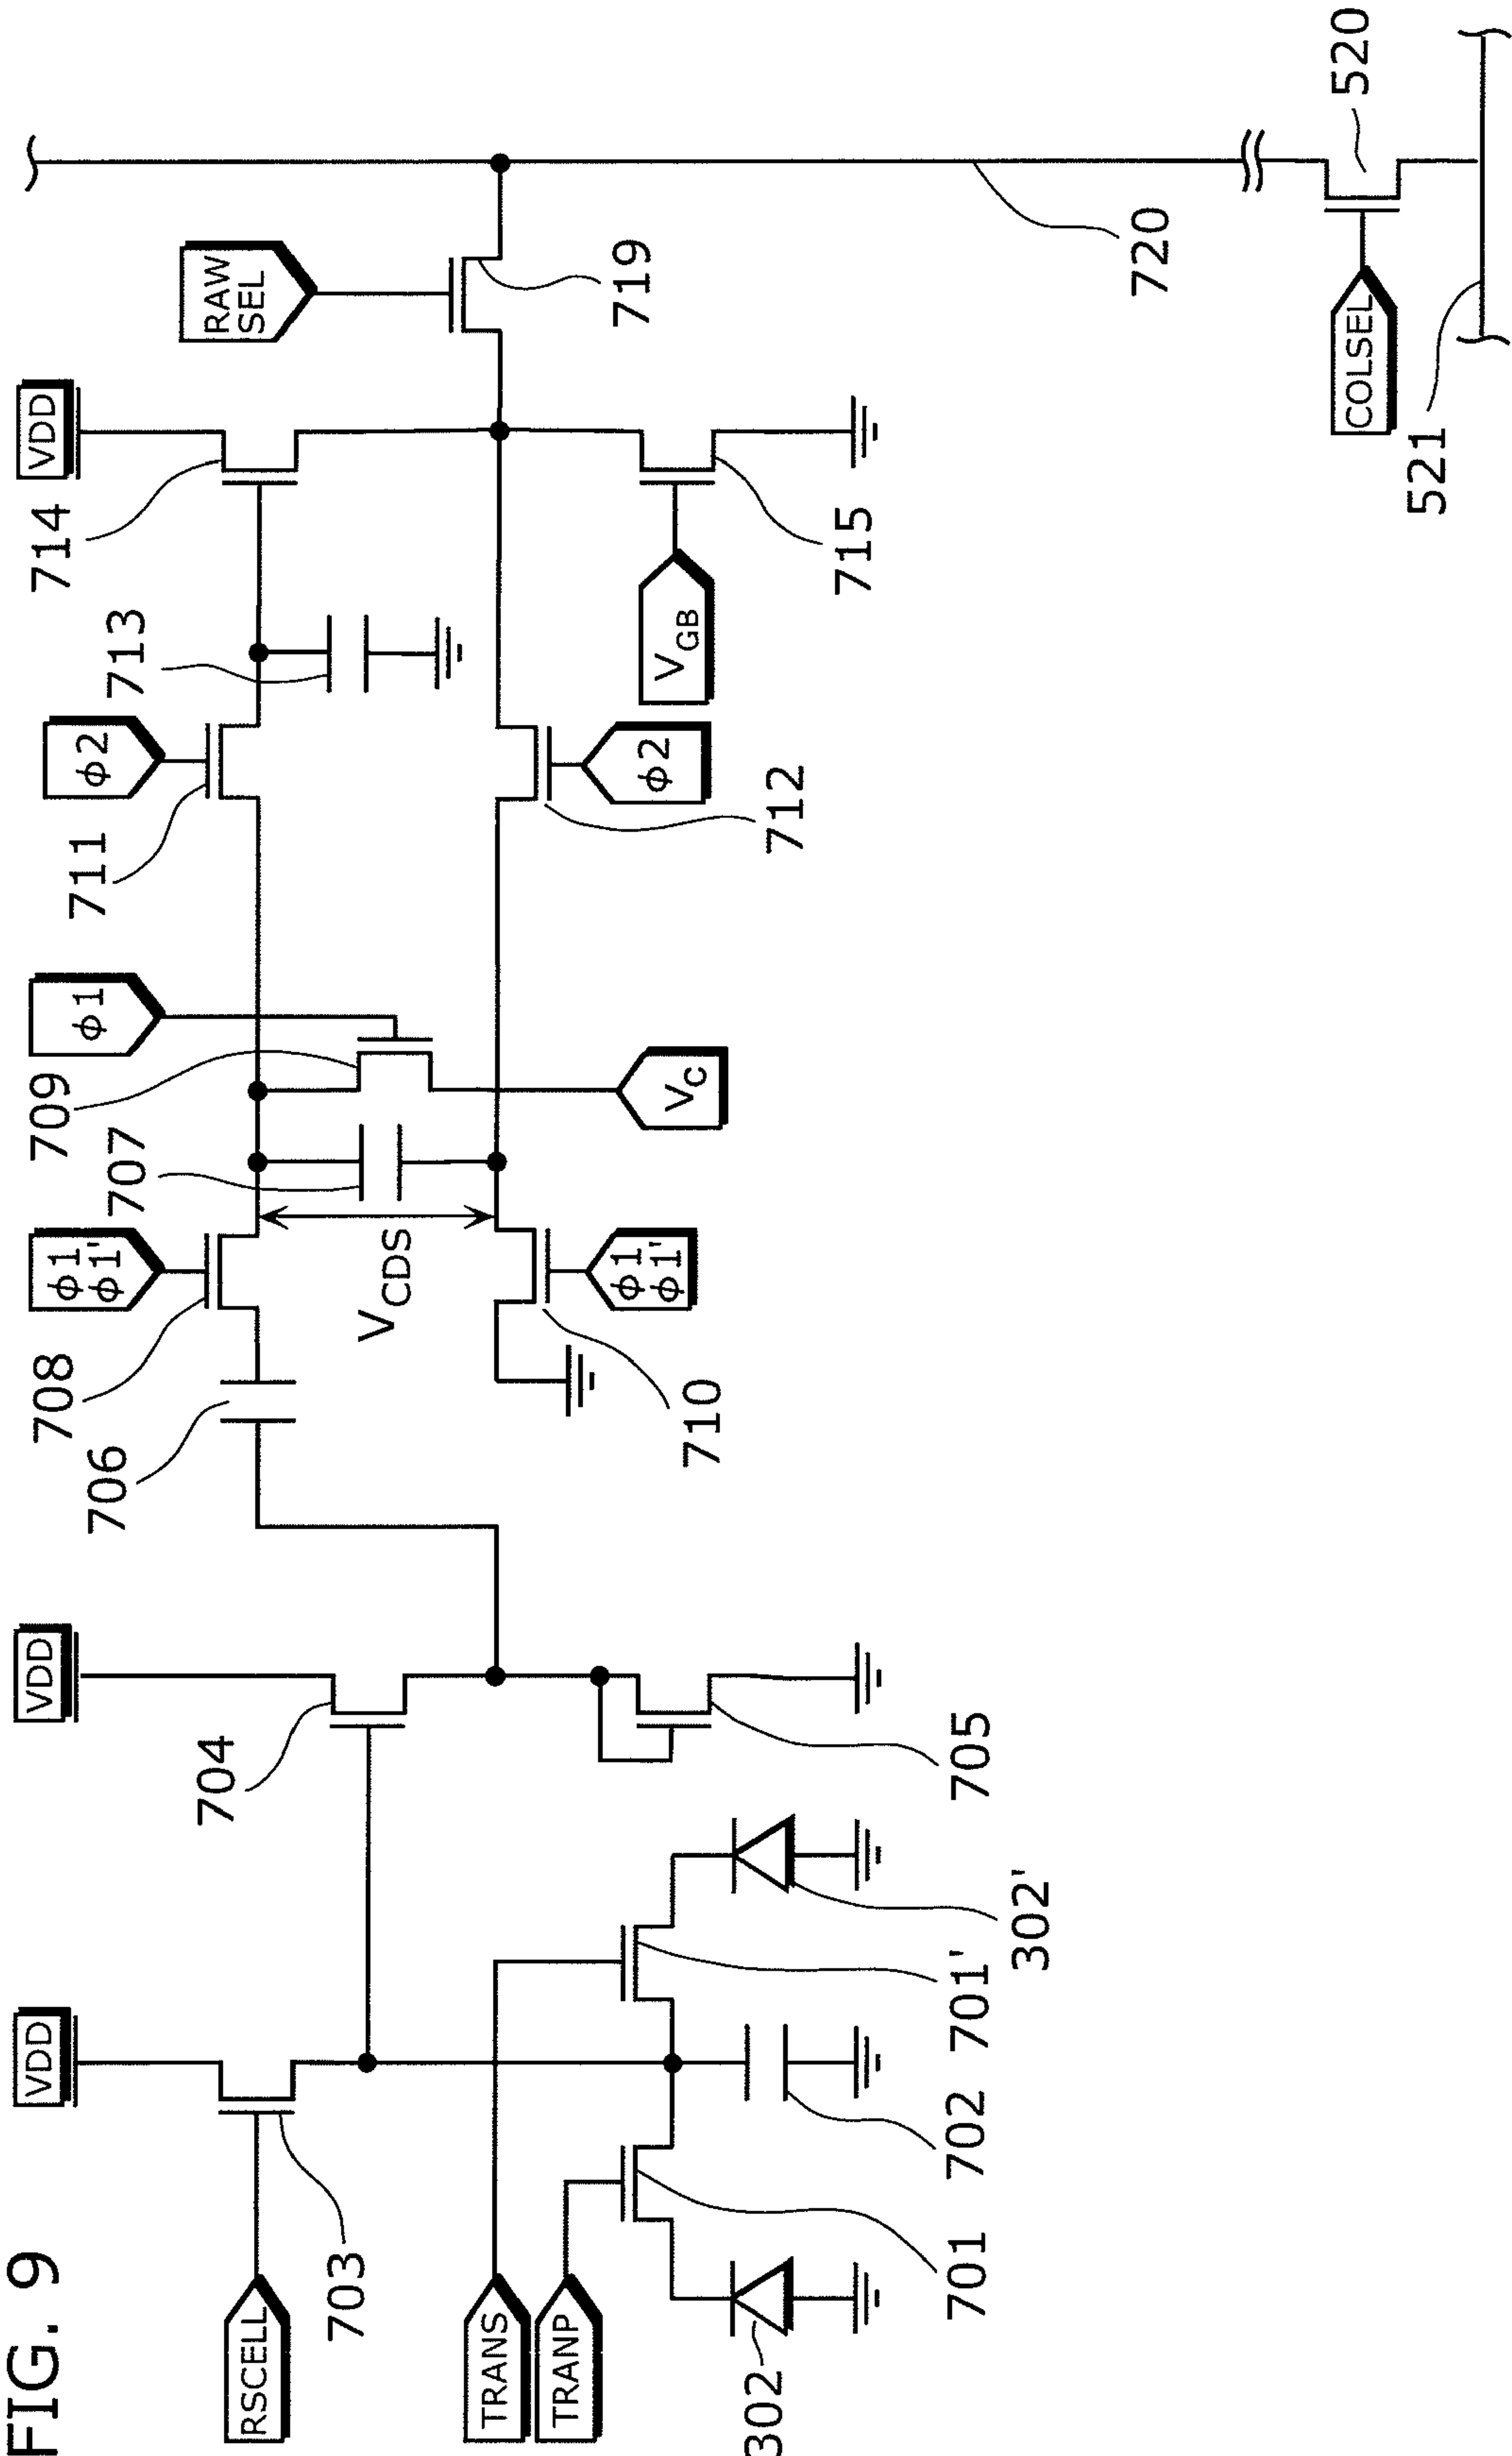 FIG. 9
VDD
VDD
VDD
RSCELL
703
704
706
708
φ1
φ1'
707
709
φ1
711
φ2
713
714
RAW
SEL
719
V_CDS
TRANS
TRANP
302
701
702
701'
302'
705
710
φ1
φ1'
V_C
712
φ2
V_GB
715
720
COLSEL
520
521